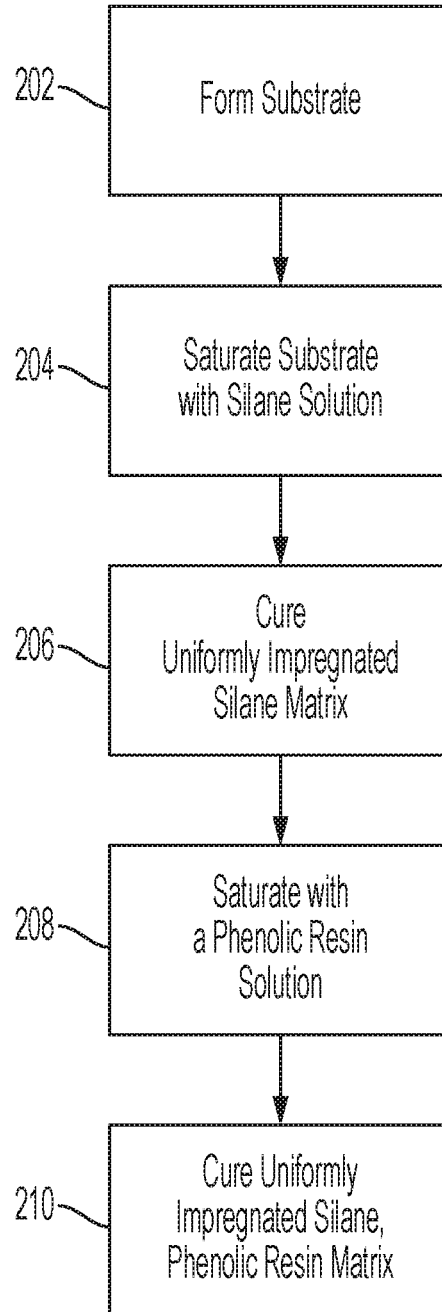 202
Form Substrate
204
Saturate Substrate
with Silane Solution
206
Cure
Uniformly Impregnated
Silane Matrix
208
Saturate with
a Phenolic Resin
Solution
210
Cure Uniformly
Impregnated Silane,
Phenolic Resin Matrix